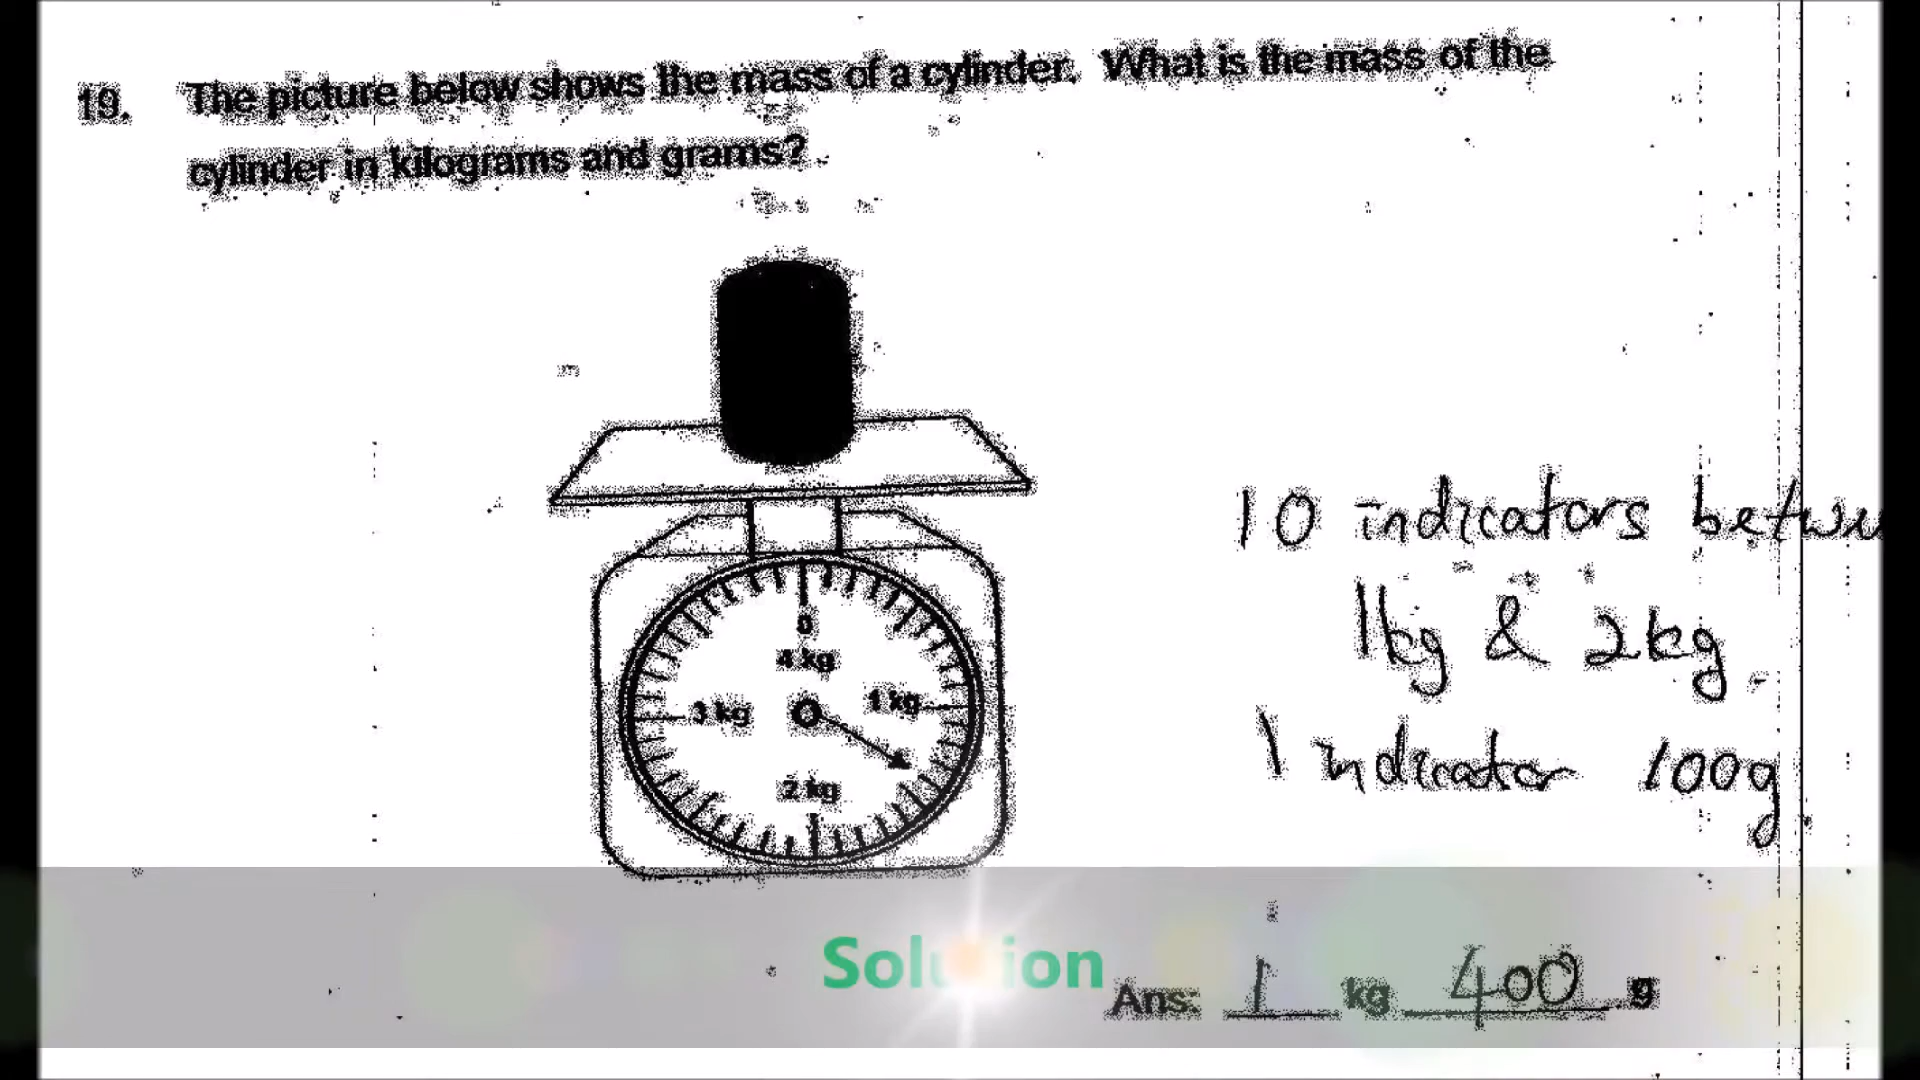 19. The picture below shows the mass of a cylinder. What is the mass of the
cylinder in kilograms and grams?
0
4 kg
3 kg
1 kg
2 kg
10 indicators
1kg & 2kg
1 indicator 100g
Solution
Ans: 1 kg 400 g